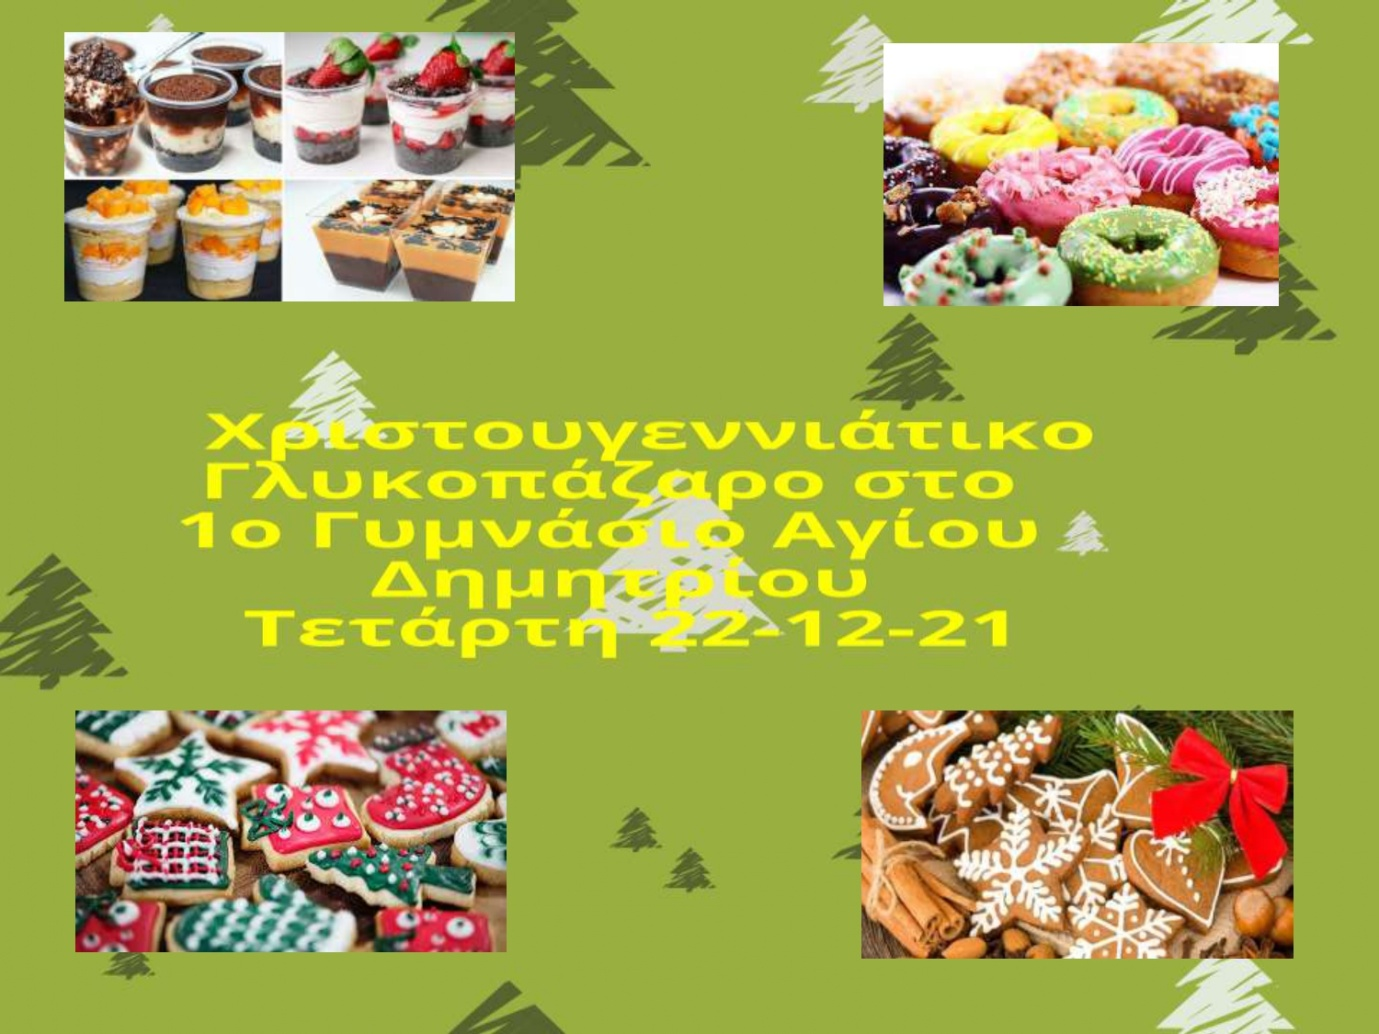 Χριστουγεννιάτικο
Γλυκοπάζαρο στο
1ο Γυμνάσιο Αγίου
Δημητρίου
Τετάρτη 22-12-21